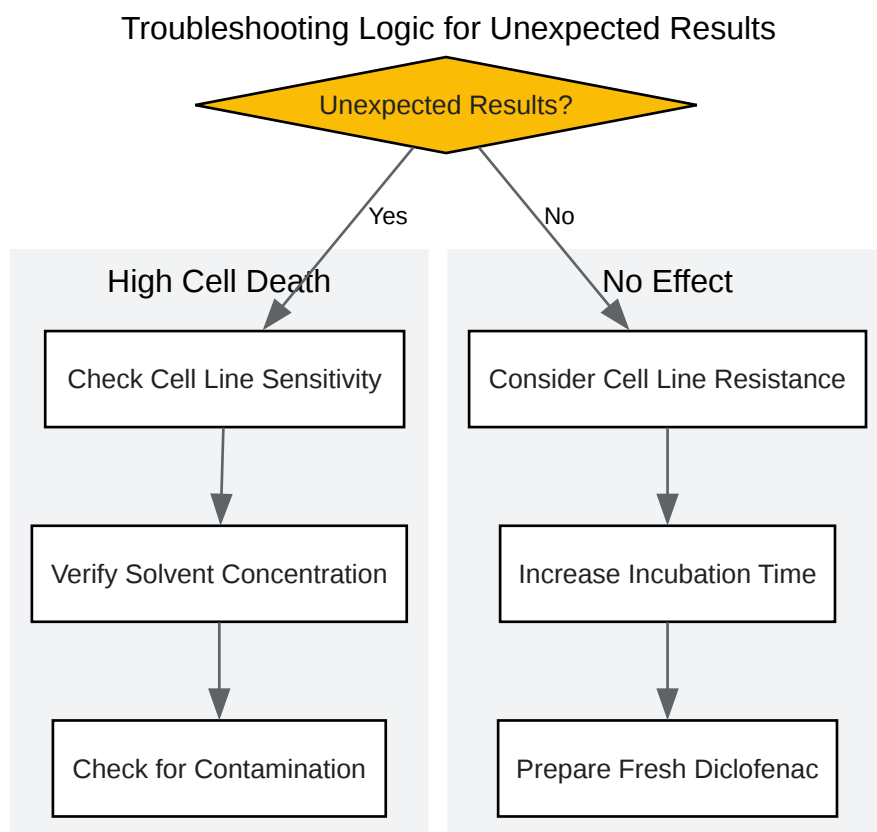 Troubleshooting Logic for Unexpected Results
Unexpected Results?
Yes
No
High Cell Death
No Effect
Check Cell Line Sensitivity
Consider Cell Line Resistance
Verify Solvent Concentration
Increase Incubation Time
Check for Contamination
Prepare Fresh Diclofenac